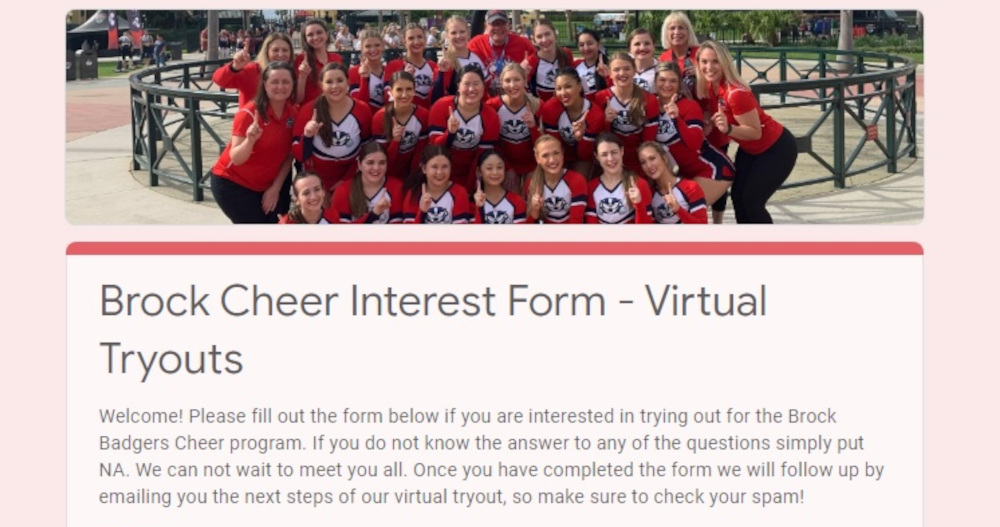 Brock Cheer Interest Form - Virtual
Tryouts
Welcome! Please fill out the form below if you are interested in trying out for the Brock
Badgers Cheer program. If you do not know the answer to any of the questions simply put
NA. We can not wait to meet you all. Once you have completed the form we will follow up by
emailing you the next steps of our virtual tryout, so make sure to check your spam!